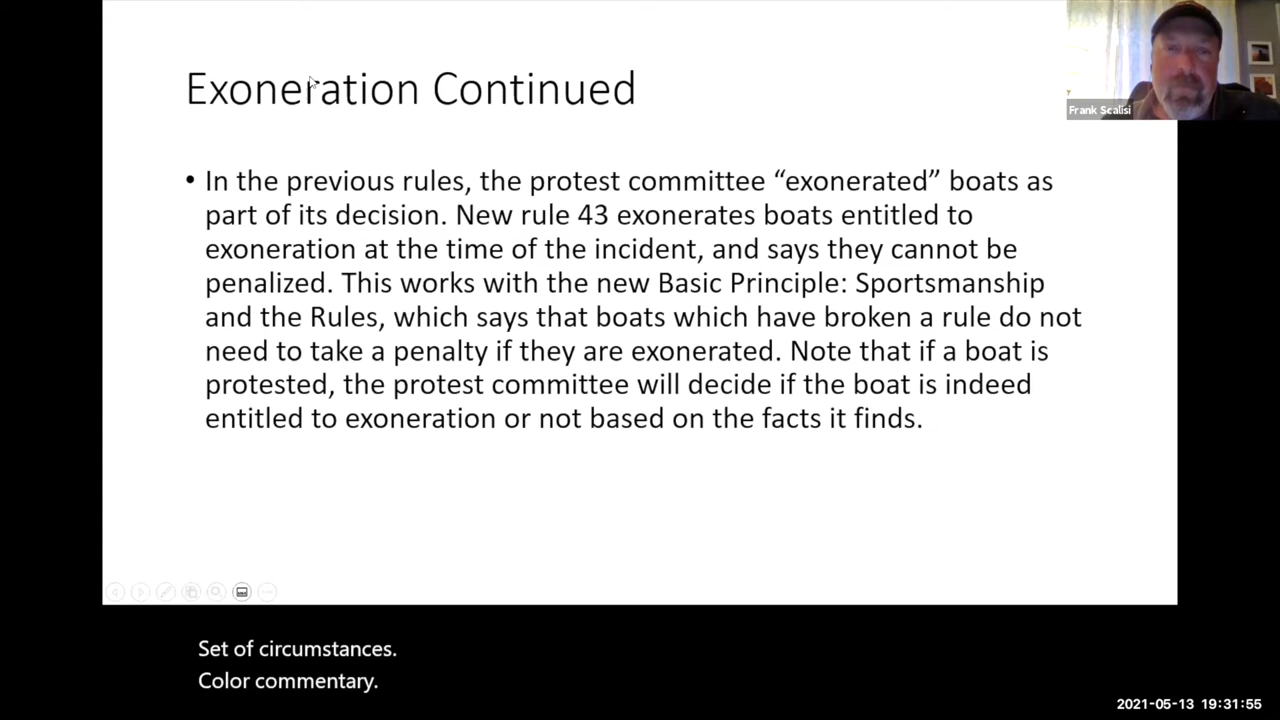 Exoneration Continued
Frank Scalisi
• In the previous rules, the protest committee “exonerated” boats as
part of its decision. New rule 43 exonerates boats entitled to
exoneration at the time of the incident, and says they cannot be
penalized. This works with the new Basic Principle: Sportsmanship
and the Rules, which says that boats which have broken a rule do not
need to take a penalty if they are exonerated. Note that if a boat is
protested, the protest committee will decide if the boat is indeed
entitled to exoneration or not based on the facts it finds.
Set of circumstances.
Color commentary.
2021-05-13 19:31:55